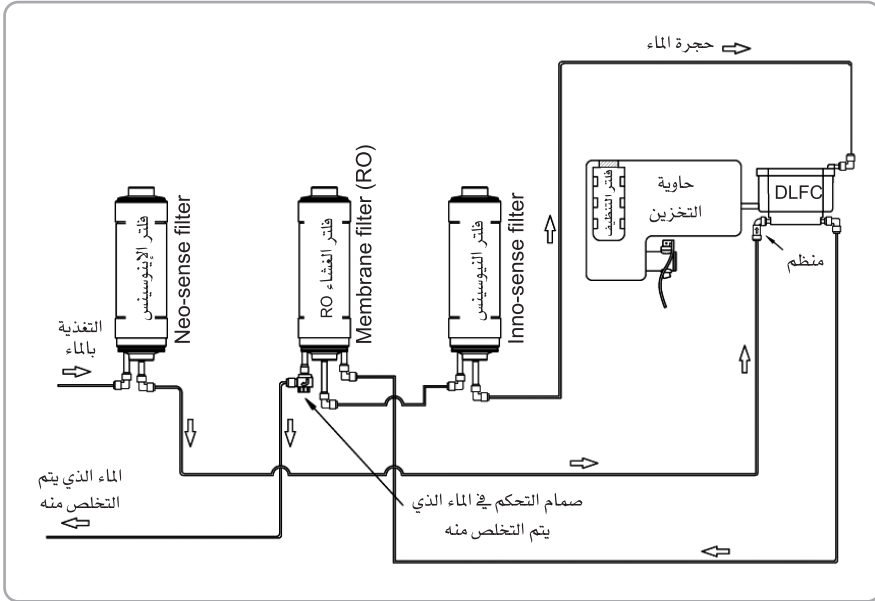 حجرة الماء
DLFC
حاوية
التخزين
فلتر التنظيف
منظم
فلتر الإينوسينس
Neo-sense filter
فلتر الغشاء RO
Membrane filter (RO)
فلتر النيوسينس
Inno-sense filter
التغذية
بالماء
الماء الذي يتم
التخلص منه
صمام التحكم في الماء الذي
يتم التخلص منه